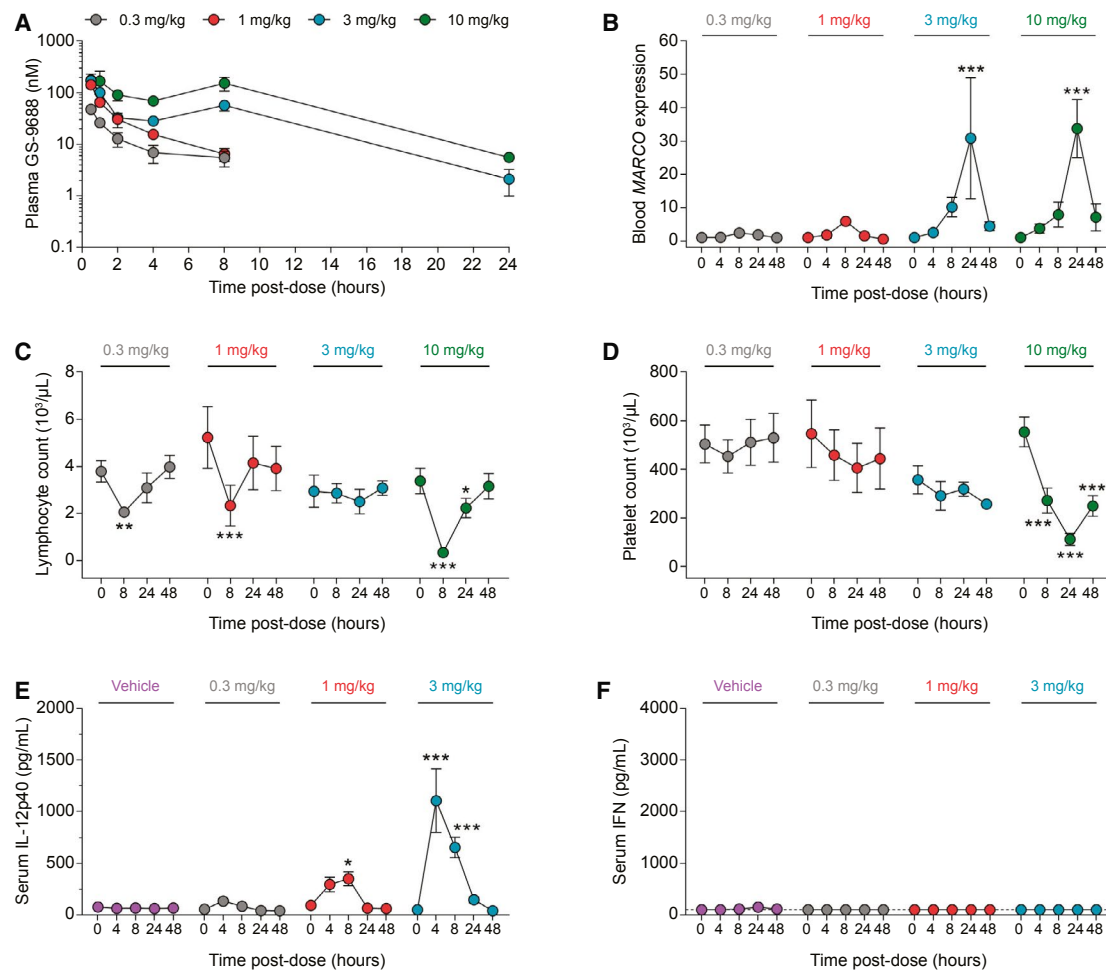 A
0.3 mg/kg 1 mg/kg 3 mg/kg 10 mg/kg
Plasma GS-9688 (nM)
1000
100
10
1
0.1
0 2 4 6 8 10 12 14 16 18 20 22 24
Time post-dose (hours)
B
0.3 mg/kg 1 mg/kg 3 mg/kg 10 mg/kg
Blood MARCO expression
60
50
40
30
20
10
0
*** ***
0 4 8 24 48 0 4 8 24 48 0 4 8 24 48 0 4 8 24 48
Time post-dose (hours)
C
0.3 mg/kg 1 mg/kg 3 mg/kg 10 mg/kg
Lymphocyte count (10³/µL)
8
6
4
2
0
** *** *** *
0 8 24 48 0 8 24 48 0 8 24 48 0 8 24 48
Time post-dose (hours)
D
0.3 mg/kg 1 mg/kg 3 mg/kg 10 mg/kg
Platelet count (10³/µL)
800
600
400
200
0
*** *** ***
0 8 24 48 0 8 24 48 0 8 24 48 0 8 24 48
Time post-dose (hours)
E
Vehicle 0.3 mg/kg 1 mg/kg 3 mg/kg
Serum IL-12p40 (pg/mL)
2000
1500
1000
500
0
* *** ***
0 4 8 24 48 0 4 8 24 48 0 4 8 24 48 0 4 8 24 48
Time post-dose (hours)
F
Vehicle 0.3 mg/kg 1 mg/kg 3 mg/kg
Serum IFN (pg/mL)
4000
3000
2000
1000
0
0 4 8 24 48 0 4 8 24 48 0 4 8 24 48 0 4 8 24 48
Time post-dose (hours)